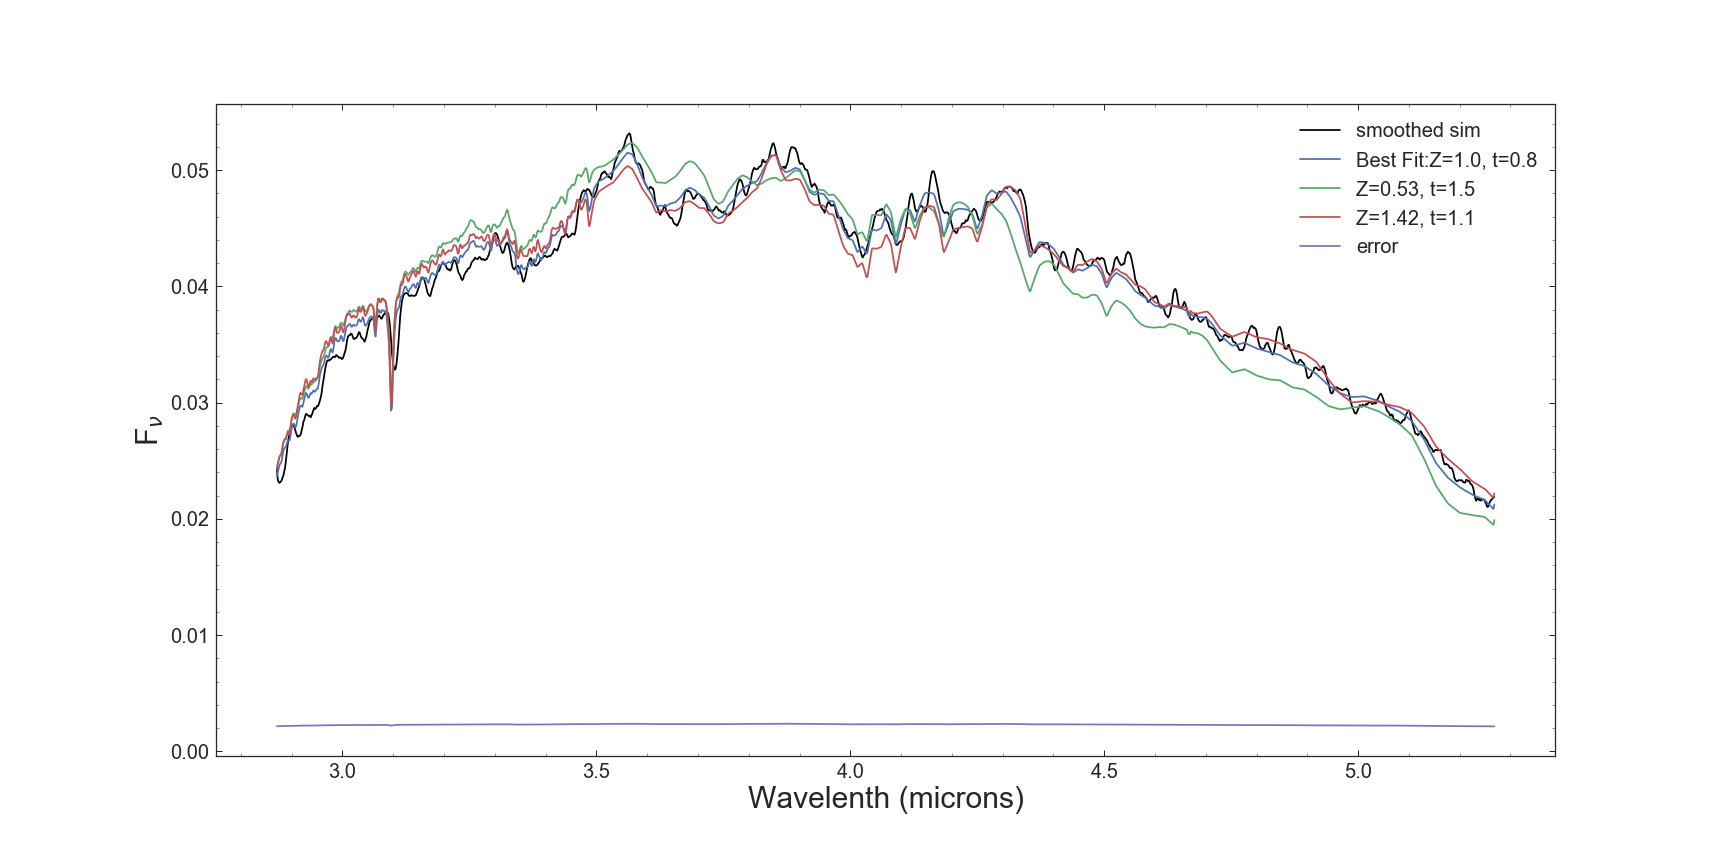 smoothed sim
Best Fit:Z=1.0, t=0.8
Z=0.53, t=1.5
Z=1.42, t=1.1
error
0.05
0.04
0.03
0.02
0.01
0.00
Fν
3.0 3.5 4.0 4.5 5.0
Wavelenth (microns)